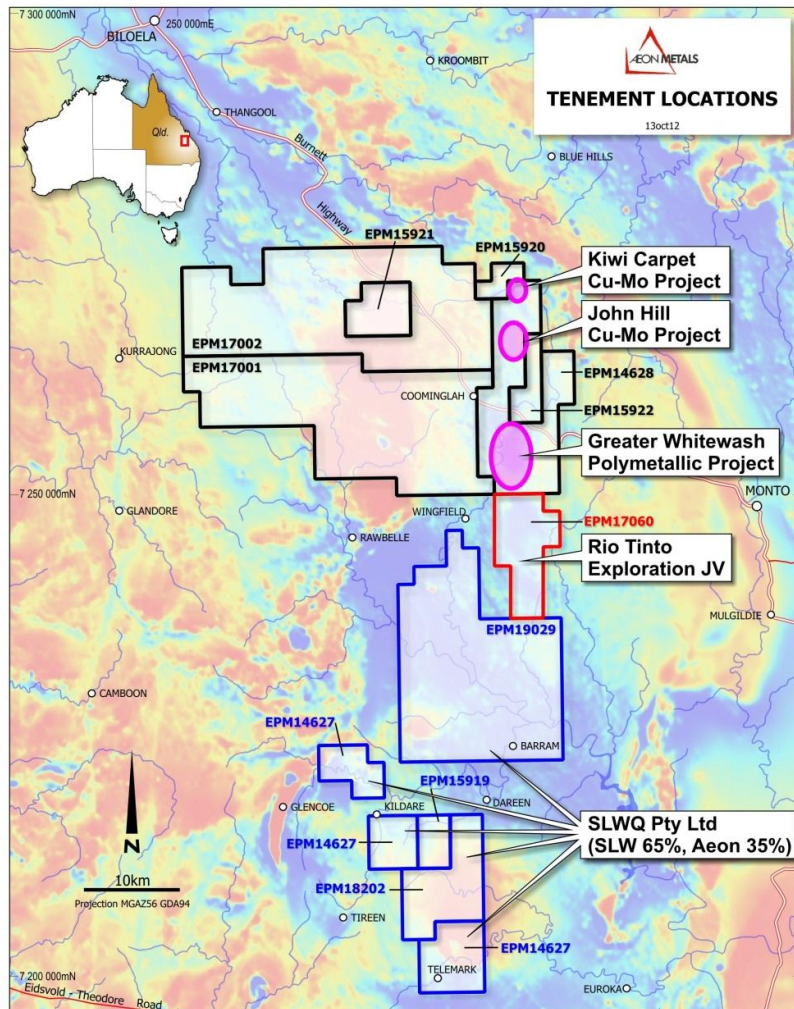 7 300 000mN
250 000mE
BILOELA
KROOMBIT
AEON METALS
TENEMENT LOCATIONS
13oct12
Qld.
THANGOOL
Burnett
Highway
BLUE HILLS
EPM15921
EPM15920
Kiwi Carpet
Cu-Mo Project
John Hill
Cu-Mo Project
EPM17002
KURRAJONG
EPM17001
EPM14628
COOMINGLAH
EPM15922
Greater Whitewash
Polymetallic Project
7 250 000mN
MONTO
GLANDORE
WINGFIELD
EPM17060
RAWBELLE
Rio Tinto
Exploration JV
MULGILDIE
EPM19029
CAMBOON
EPM14627
BARRAM
EPM15919
GLENCOE
KILDARE
DAREEN
SLWQ Pty Ltd
(SLW 65%, Aeon 35%)
EPM14627
N
10km
Projection MGAZ56 GDA94
EPM18202
TIREEN
EPM14627
7 200 000mN
TELEMARK
EUROKA
Eidsvold - Theodore Road